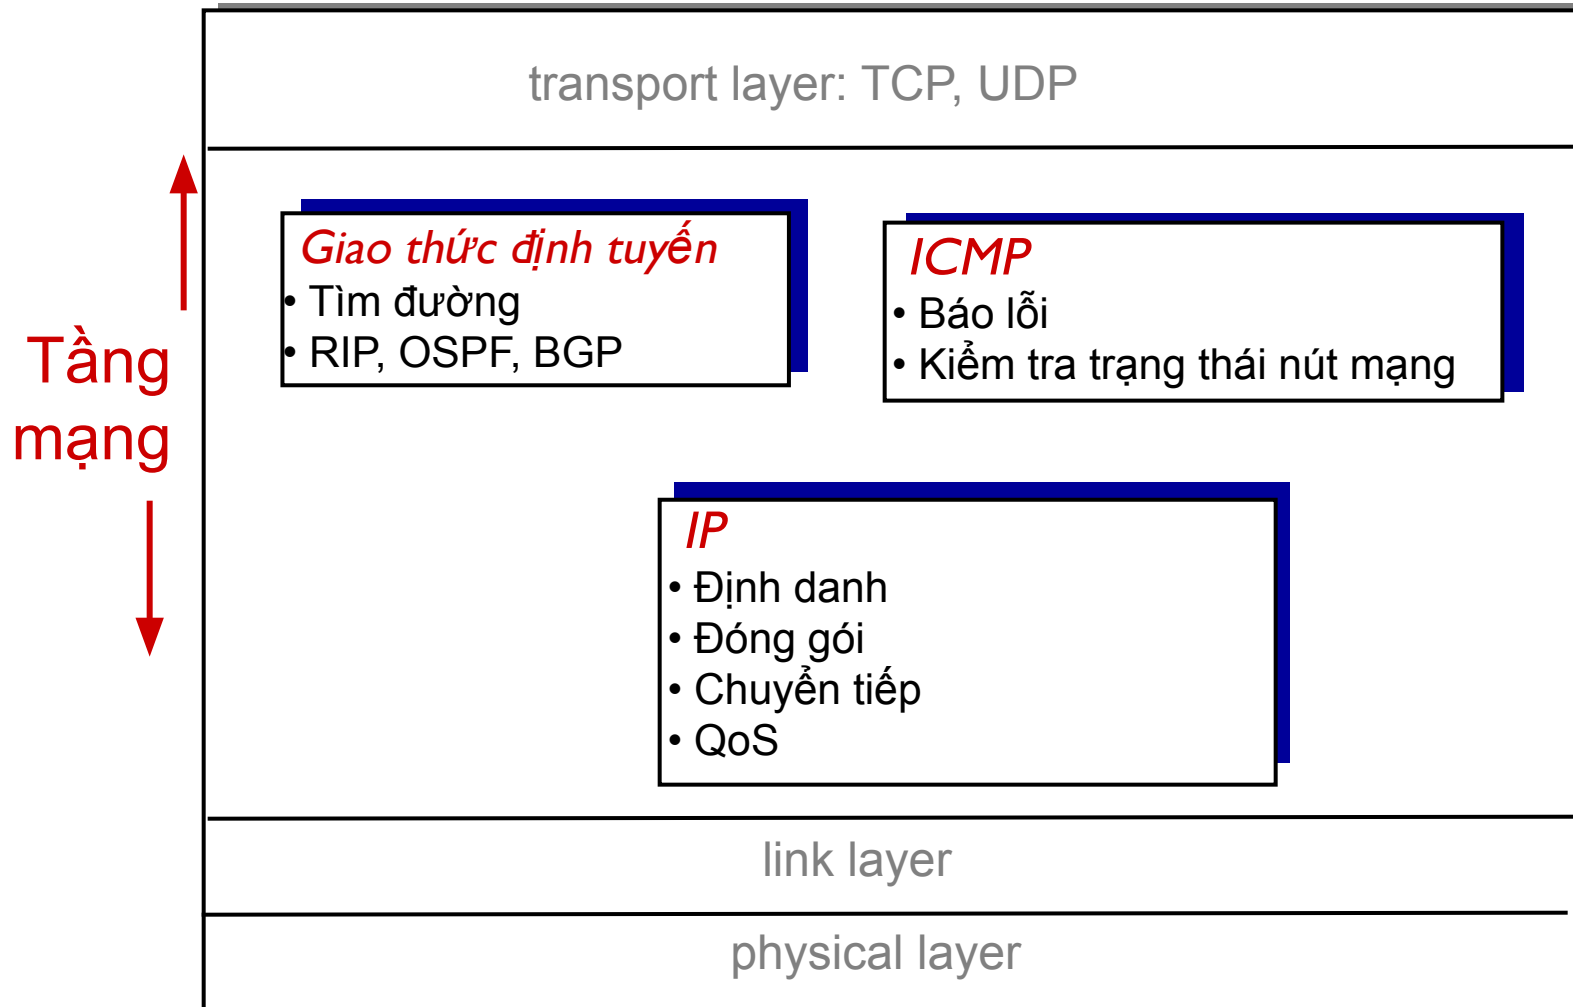 transport layer: TCP, UDP
Tầng
mạng
Giao thức định tuyến
• Tìm đường
• RIP, OSPF, BGP
ICMP
• Báo lỗi
• Kiểm tra trạng thái nút mạng
IP
• Định danh
• Đóng gói
• Chuyển tiếp
• QoS
link layer
physical layer